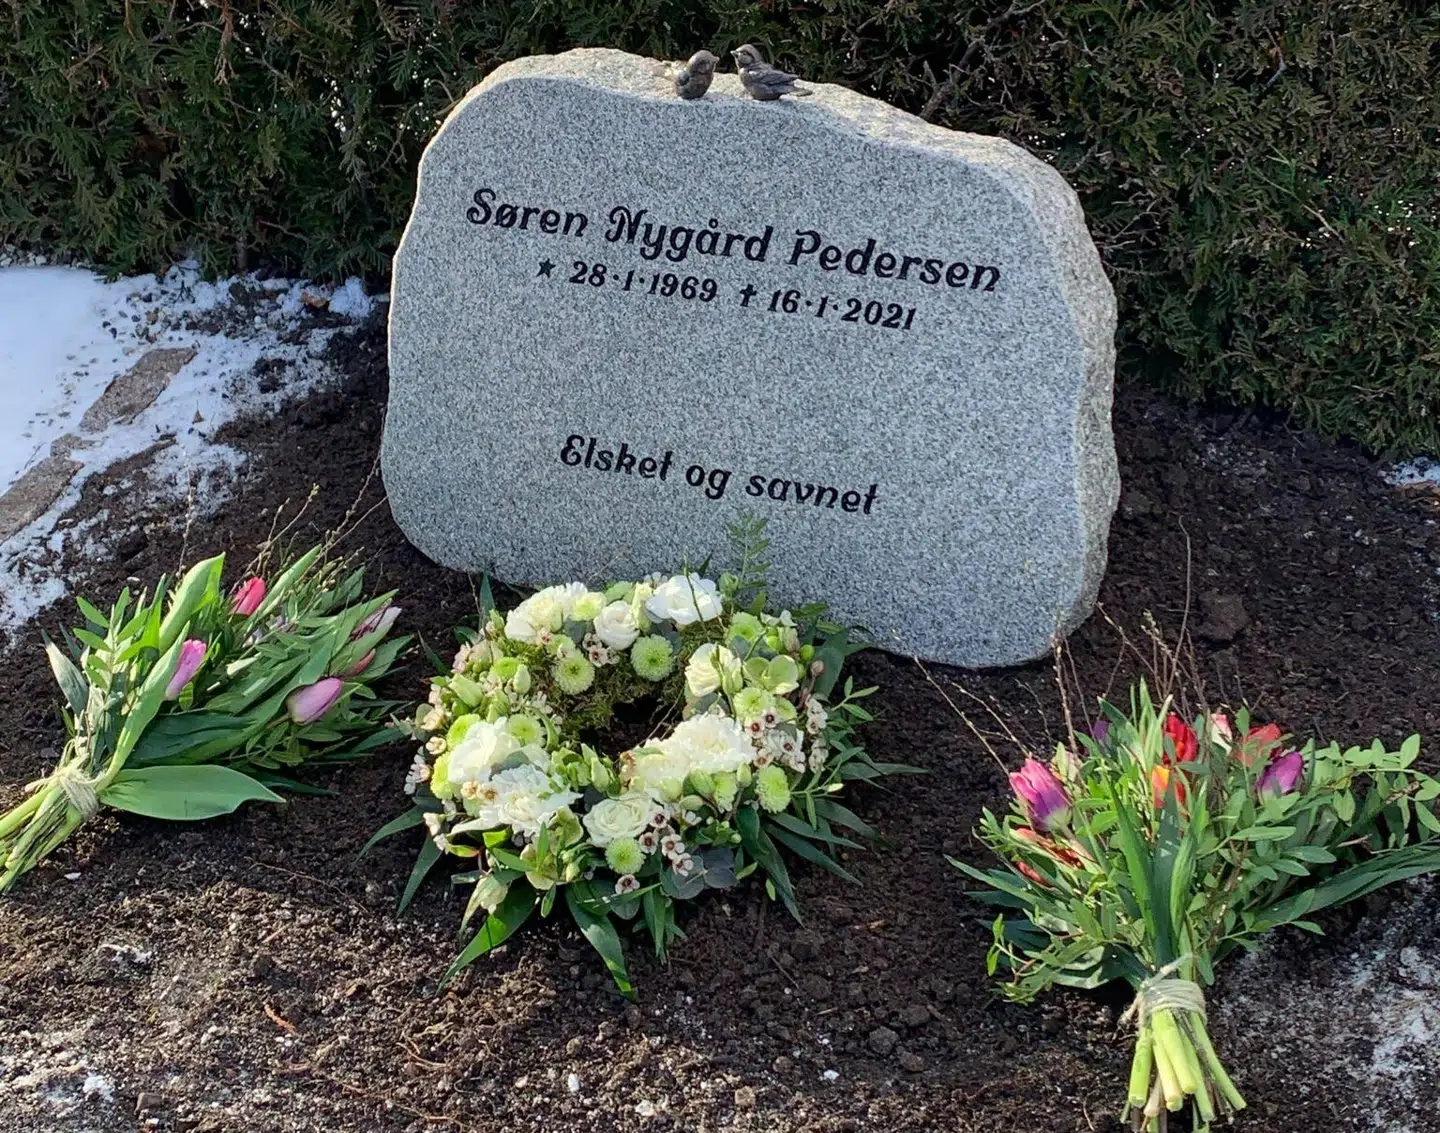 Søren Nygård Pedersen
★ 28·1·1969 ✝ 16·1·2021
Elsket og savnet